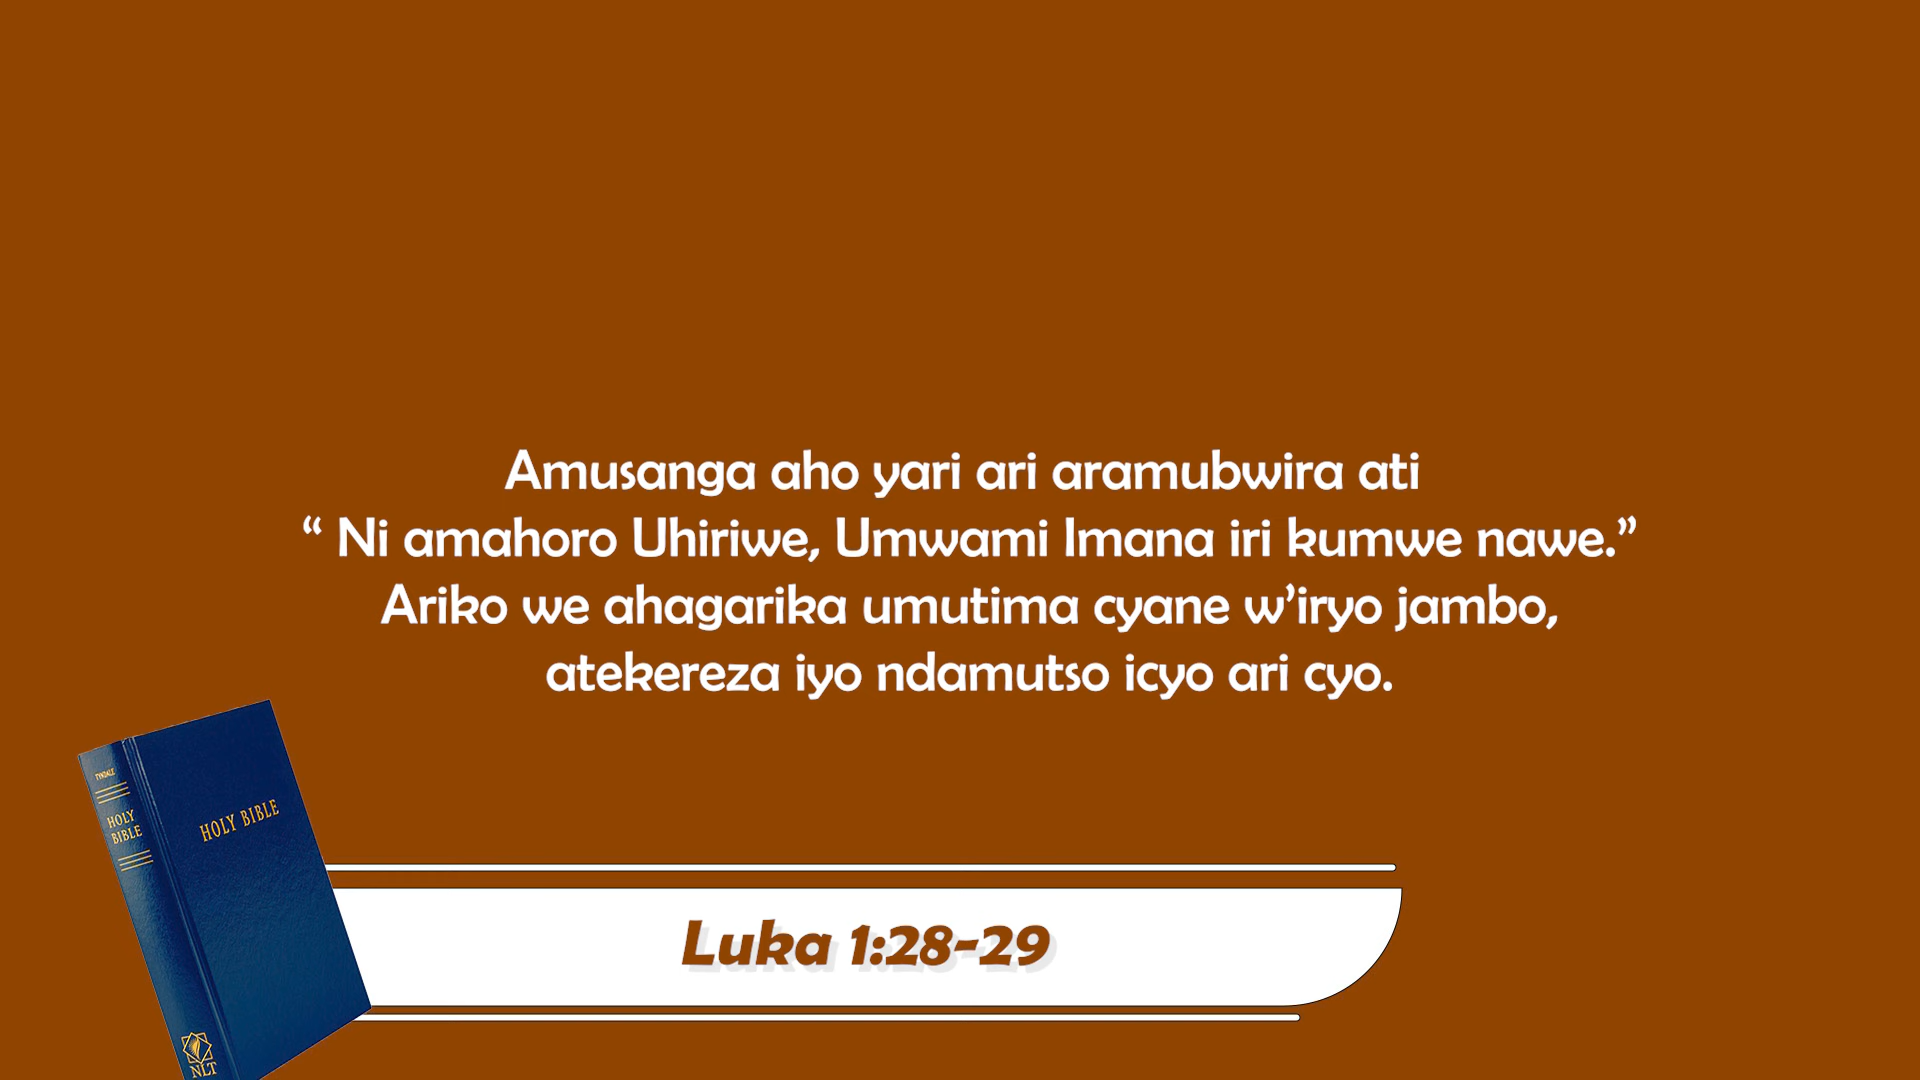 Amusanga aho yari ari aramubwira ati
“ Ni amahoro Uhiriwe, Umwami Imana iri kumwe nawe.”
Ariko we ahagarika umutima cyane w’iryo jambo,
atekereza iyo ndamutso icyo ari cyo.
TYNDALE
HOLY
BIBLE
HOLY BIBLE
NLT
Luka 1:28-29